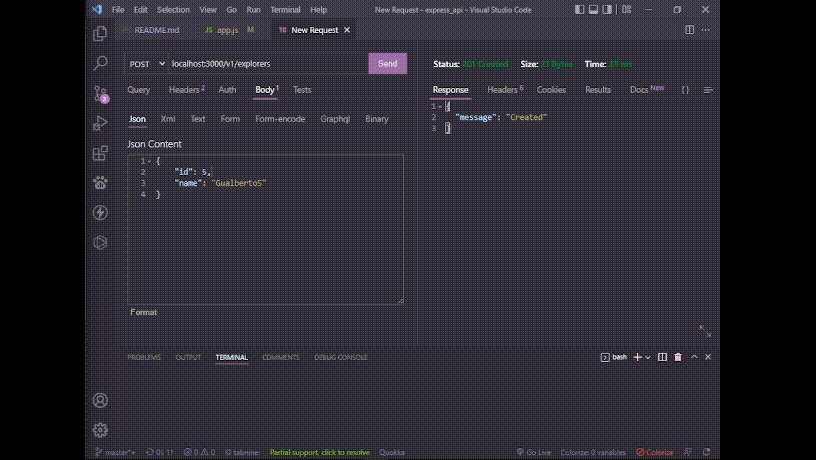 File Edit Selection View Go Run Terminal Help New Request - express_api - Visual Studio Code
README.md JS app.js M TC New Request
POST localhost:3000/v1/explorers Send
Status: 201 Created Size: 21 Bytes Time:
Query Headers 2 Auth Body 1 Tests
Response Headers 6 Cookies Results Docs New { }
Json Xml Text Form Form-encode Graphql Binary
1 {
2 "message": "Created"
3 }
Json Content
1 {
2 "id": 5,
3 "name": "Gualberto5"
4 }
Format
PROBLEMS OUTPUT TERMINAL COMMENTS DEBUG CONSOLE
bash
2
master*+ 0↓ 1↑ 0 0 tabnine: Partial support, click to resolve Quokka Go Live Colorize: 0 variables Colorize